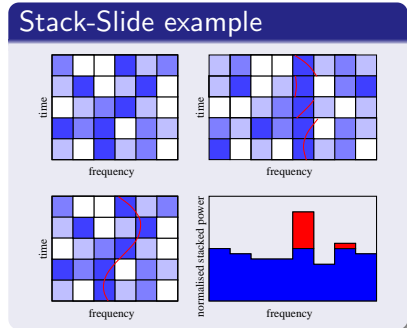 Stack-Slide example
time
frequency
time
frequency
time
frequency
normalised stacked power
frequency